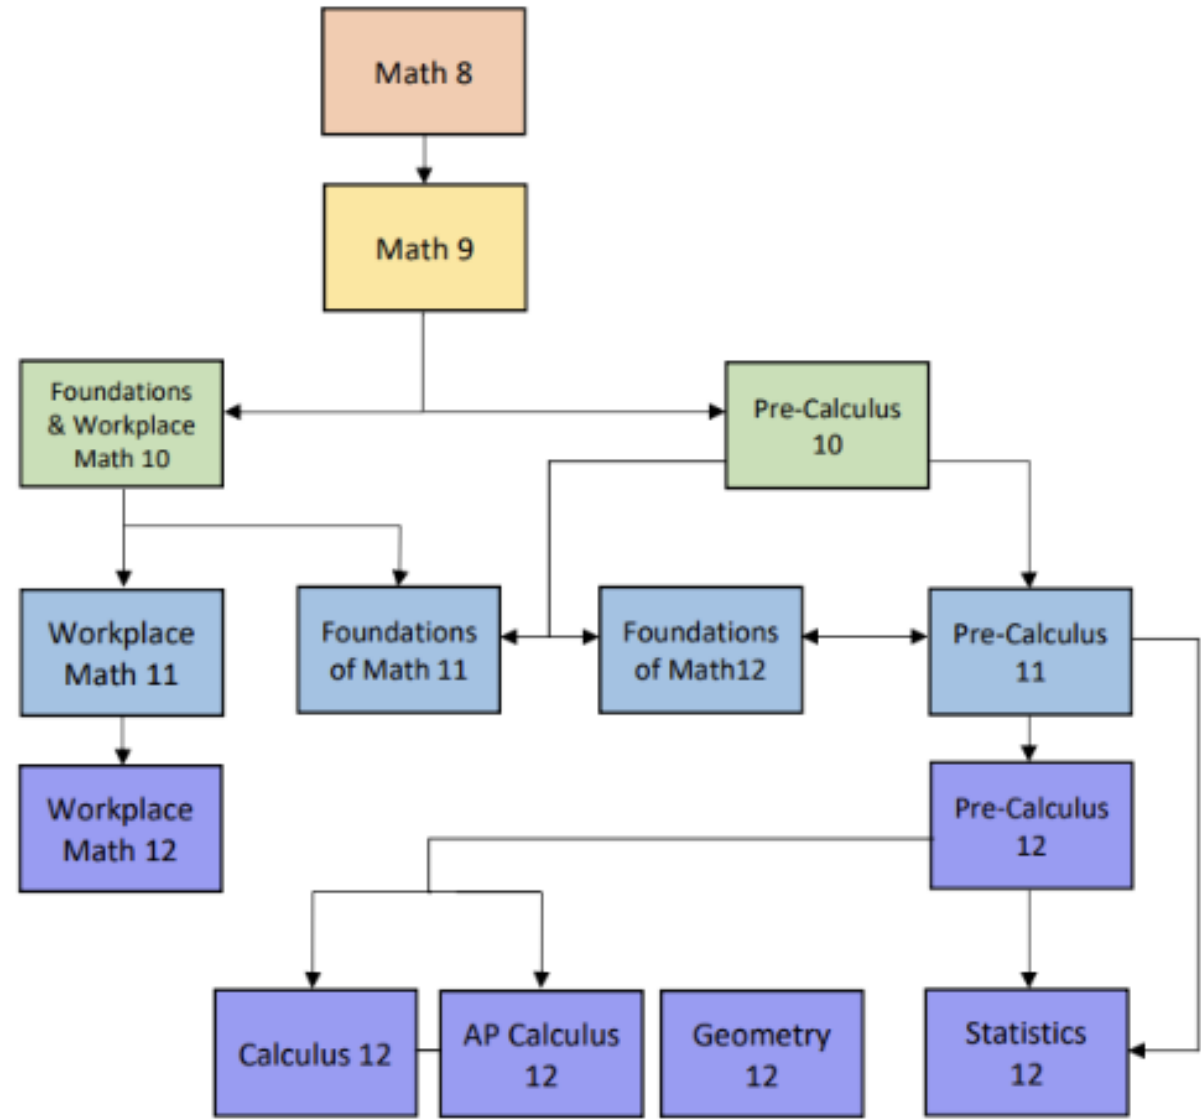 Math 8
Math 9
Foundations
& Workplace
Math 10
Pre-Calculus
10
Workplace
Math 11
Foundations
of Math 11
Foundations
of Math12
Pre-Calculus
11
Workplace
Math 12
Pre-Calculus
12
Calculus 12
AP Calculus
12
Geometry
12
Statistics
12